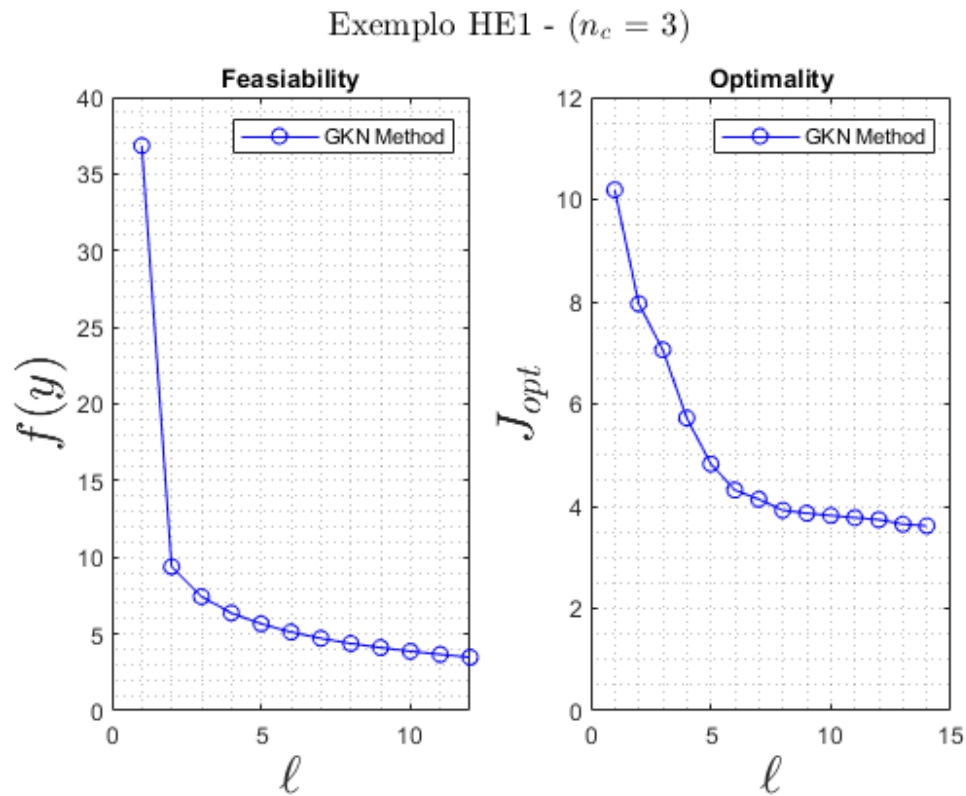 Exemplo HE1 - (n_c = 3)
Feasiability
GKN Method
40
35
30
25
20
15
10
5
0
f(y)
0 5 10
ℓ
Optimality
GKN Method
12
10
8
6
4
2
0
J_opt
0 5 10 15
ℓ